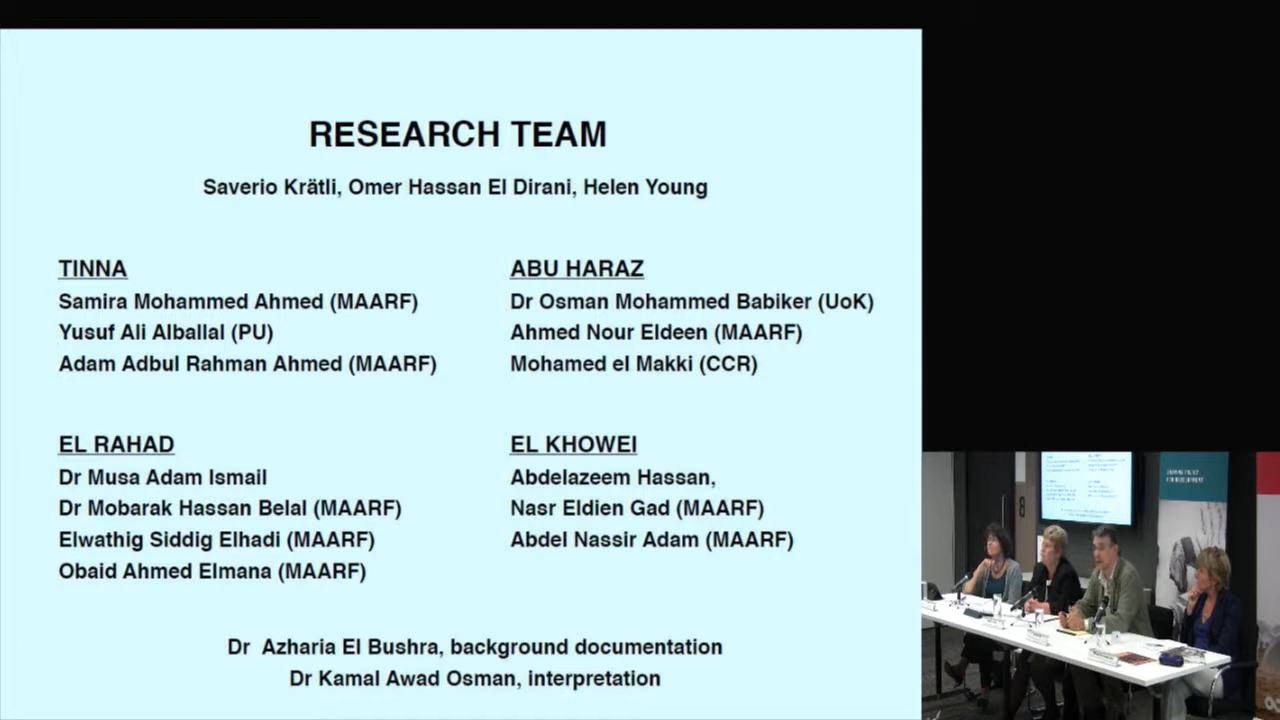 RESEARCH TEAM
Saverio Krätli, Omer Hassan El Dirani, Helen Young
TINNA
Samira Mohammed Ahmed (MAARF)
Yusuf Ali Alballal (PU)
Adam Adbul Rahman Ahmed (MAARF)
ABU HARAZ
Dr Osman Mohammed Babiker (UoK)
Ahmed Nour Eldeen (MAARF)
Mohamed el Makki (CCR)
EL RAHAD
Dr Musa Adam Ismail
Dr Mobarak Hassan Belal (MAARF)
Elwathig Siddig Elhadi (MAARF)
Obaid Ahmed Elmana (MAARF)
EL KHOWEI
Abdelazeem Hassan,
Nasr Eldien Gad (MAARF)
Abdel Nassir Adam (MAARF)
Dr Azharia El Bushra, background documentation
Dr Kamal Awad Osman, interpretation